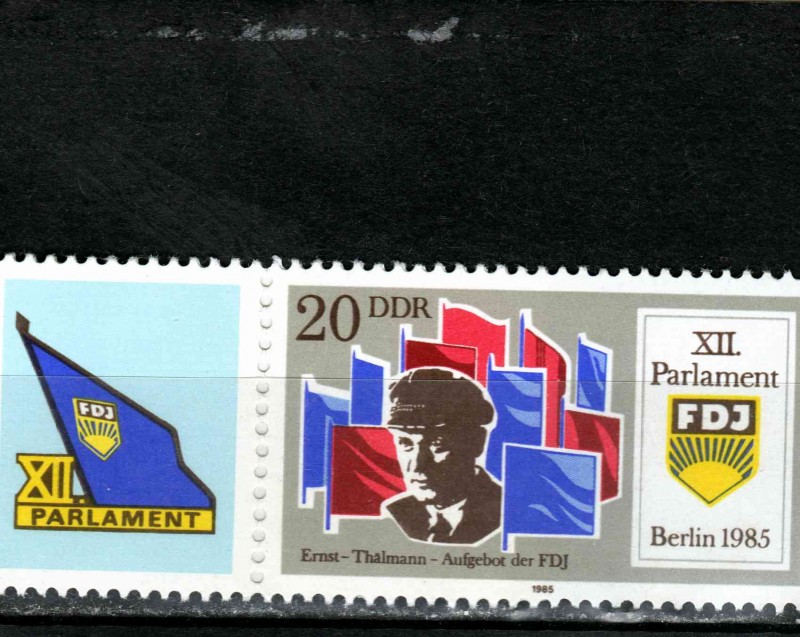 FDJ
XII.
PARLAMENT
20 DDR
XII.
Parlament
FDJ
Berlin 1985
Ernst-Thälmann-Aufgebot der FDJ
1985